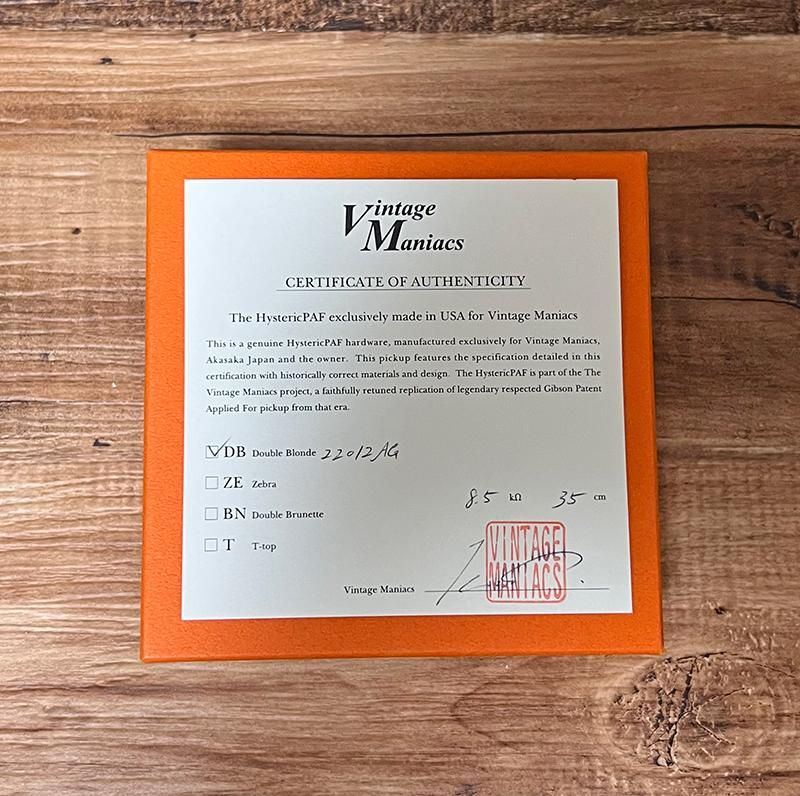 Vintage
Maniacs
CERTIFICATE OF AUTHENTICITY
The HystericPAF exclusively made in USA for Vintage Maniacs
This is a genuine HystericPAF hardware, manufactured exclusively for Vintage Maniacs,
Akasaka Japan and the owner. This pickup features the specification detailed in this
certification with historically correct materials and design. The HystericPAF is part of the The
Vintage Maniacs project, a faithfully retuned replication of legendary respected Gibson Patent
Applied For pickup from that era.
DB Double Blonde 22012AG
ZE Zebra
BN Double Brunette
T T-top
8.5 kΩ 35 cm
VINTAGE
MANIACS
Vintage Maniacs